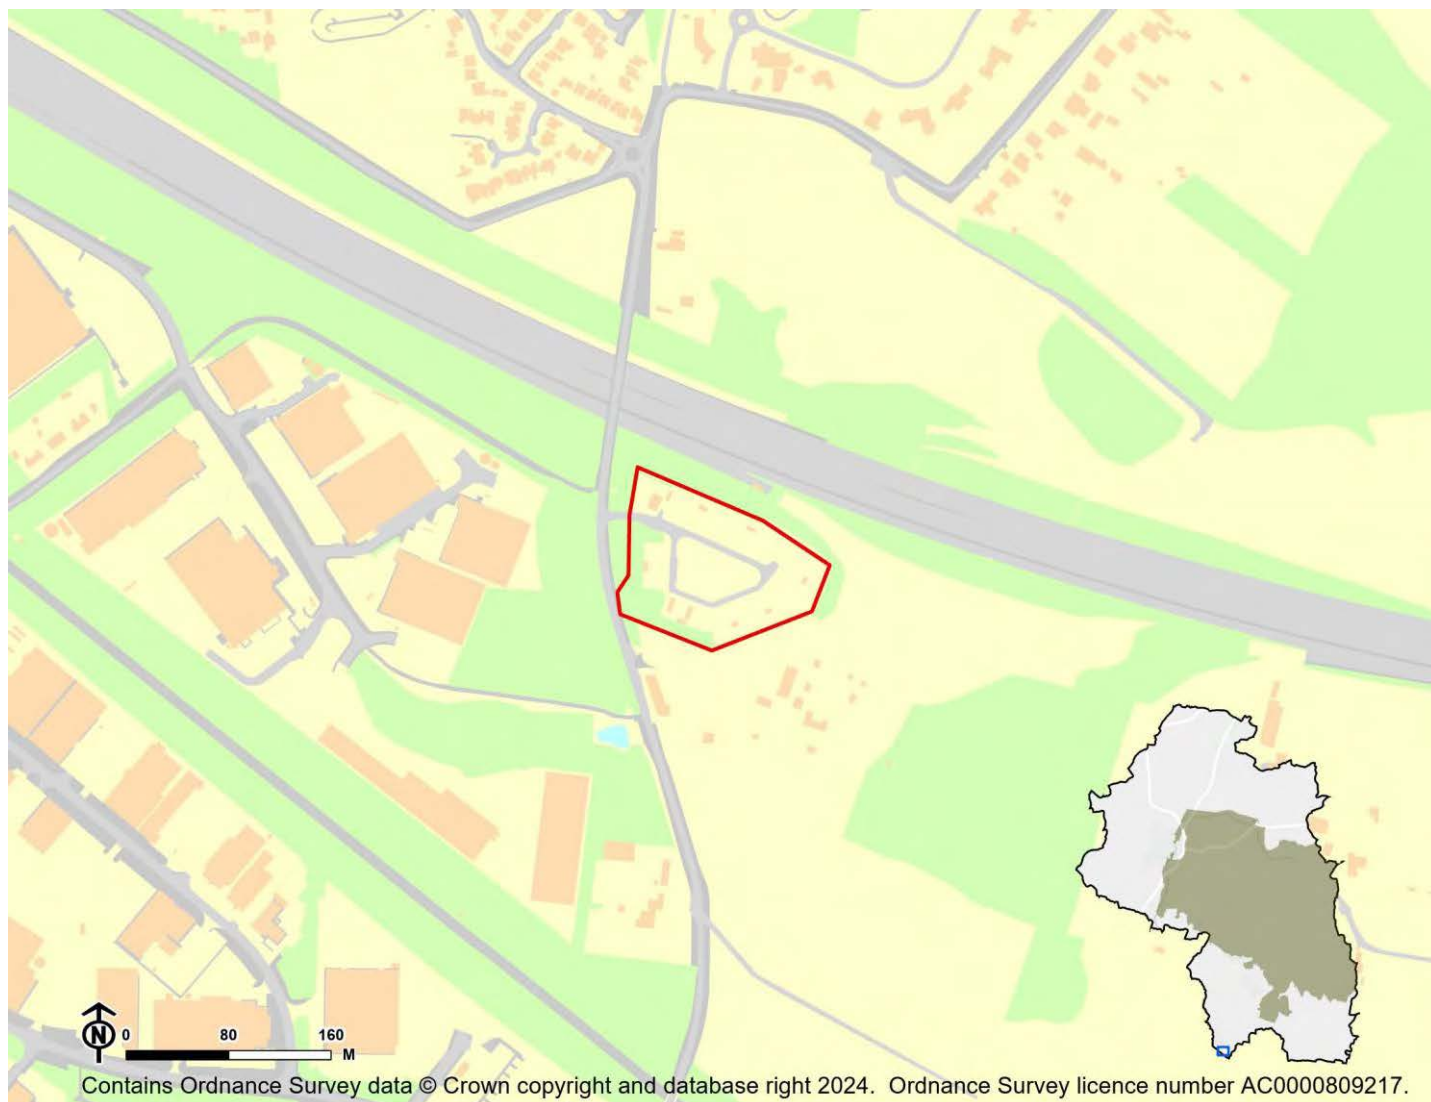 N
0 80 160
M
Contains Ordnance Survey data © Crown copyright and database right 2024. Ordnance Survey licence number AC0000809217.